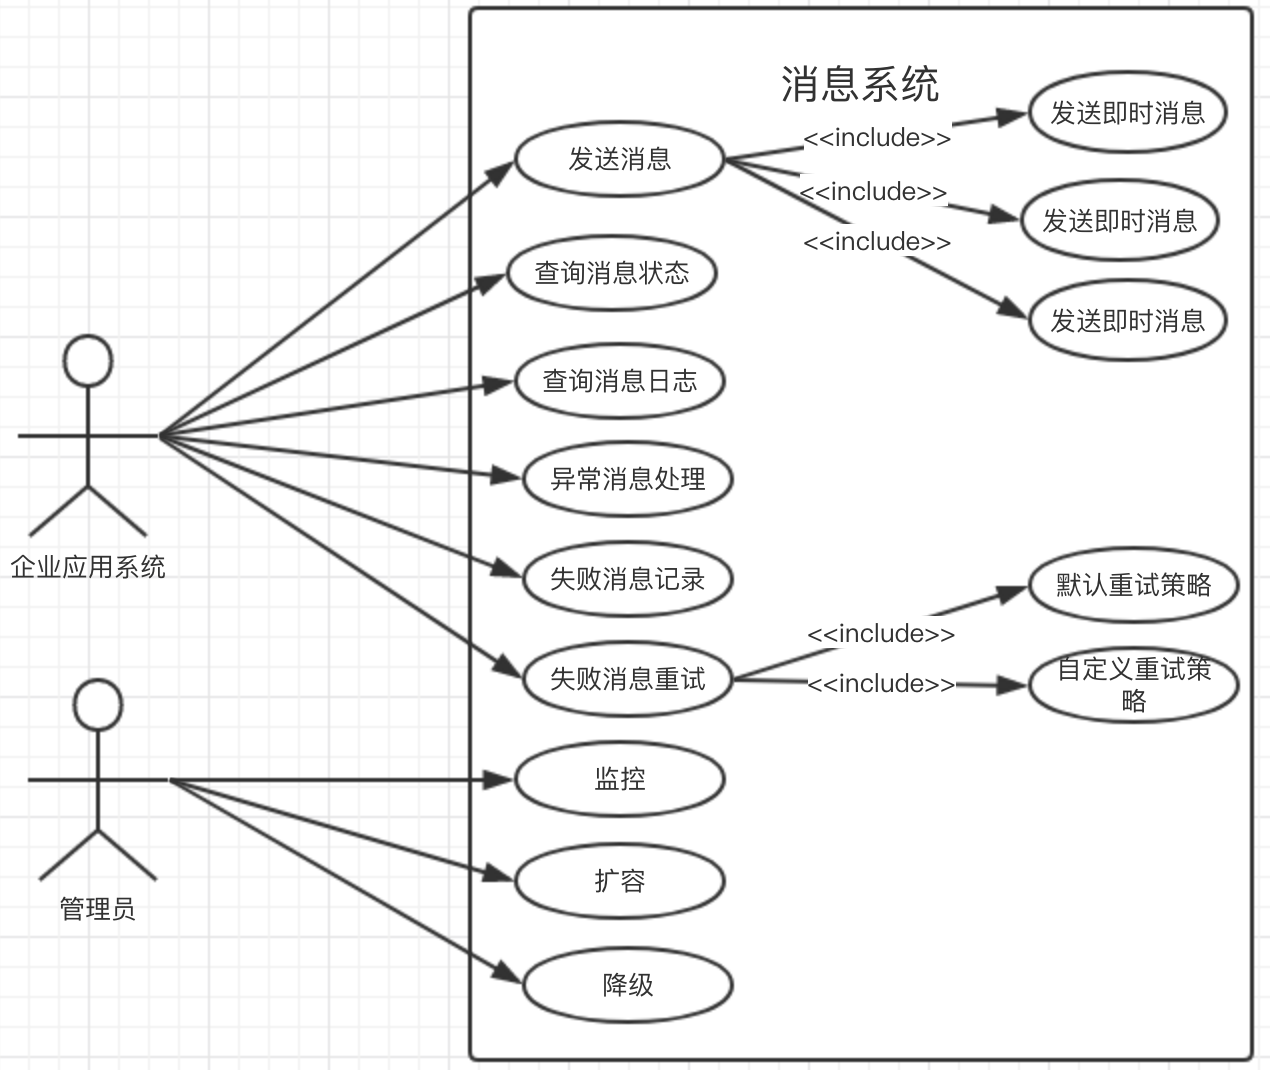 消息系统
发送消息
<<include>>
发送即时消息
<<include>>
发送即时消息
<<include>>
发送即时消息
查询消息状态
查询消息日志
异常消息处理
企业应用系统
失败消息记录
失败消息重试
<<include>>
默认重试策略
<<include>>
自定义重试策
略
监控
管理员
扩容
降级